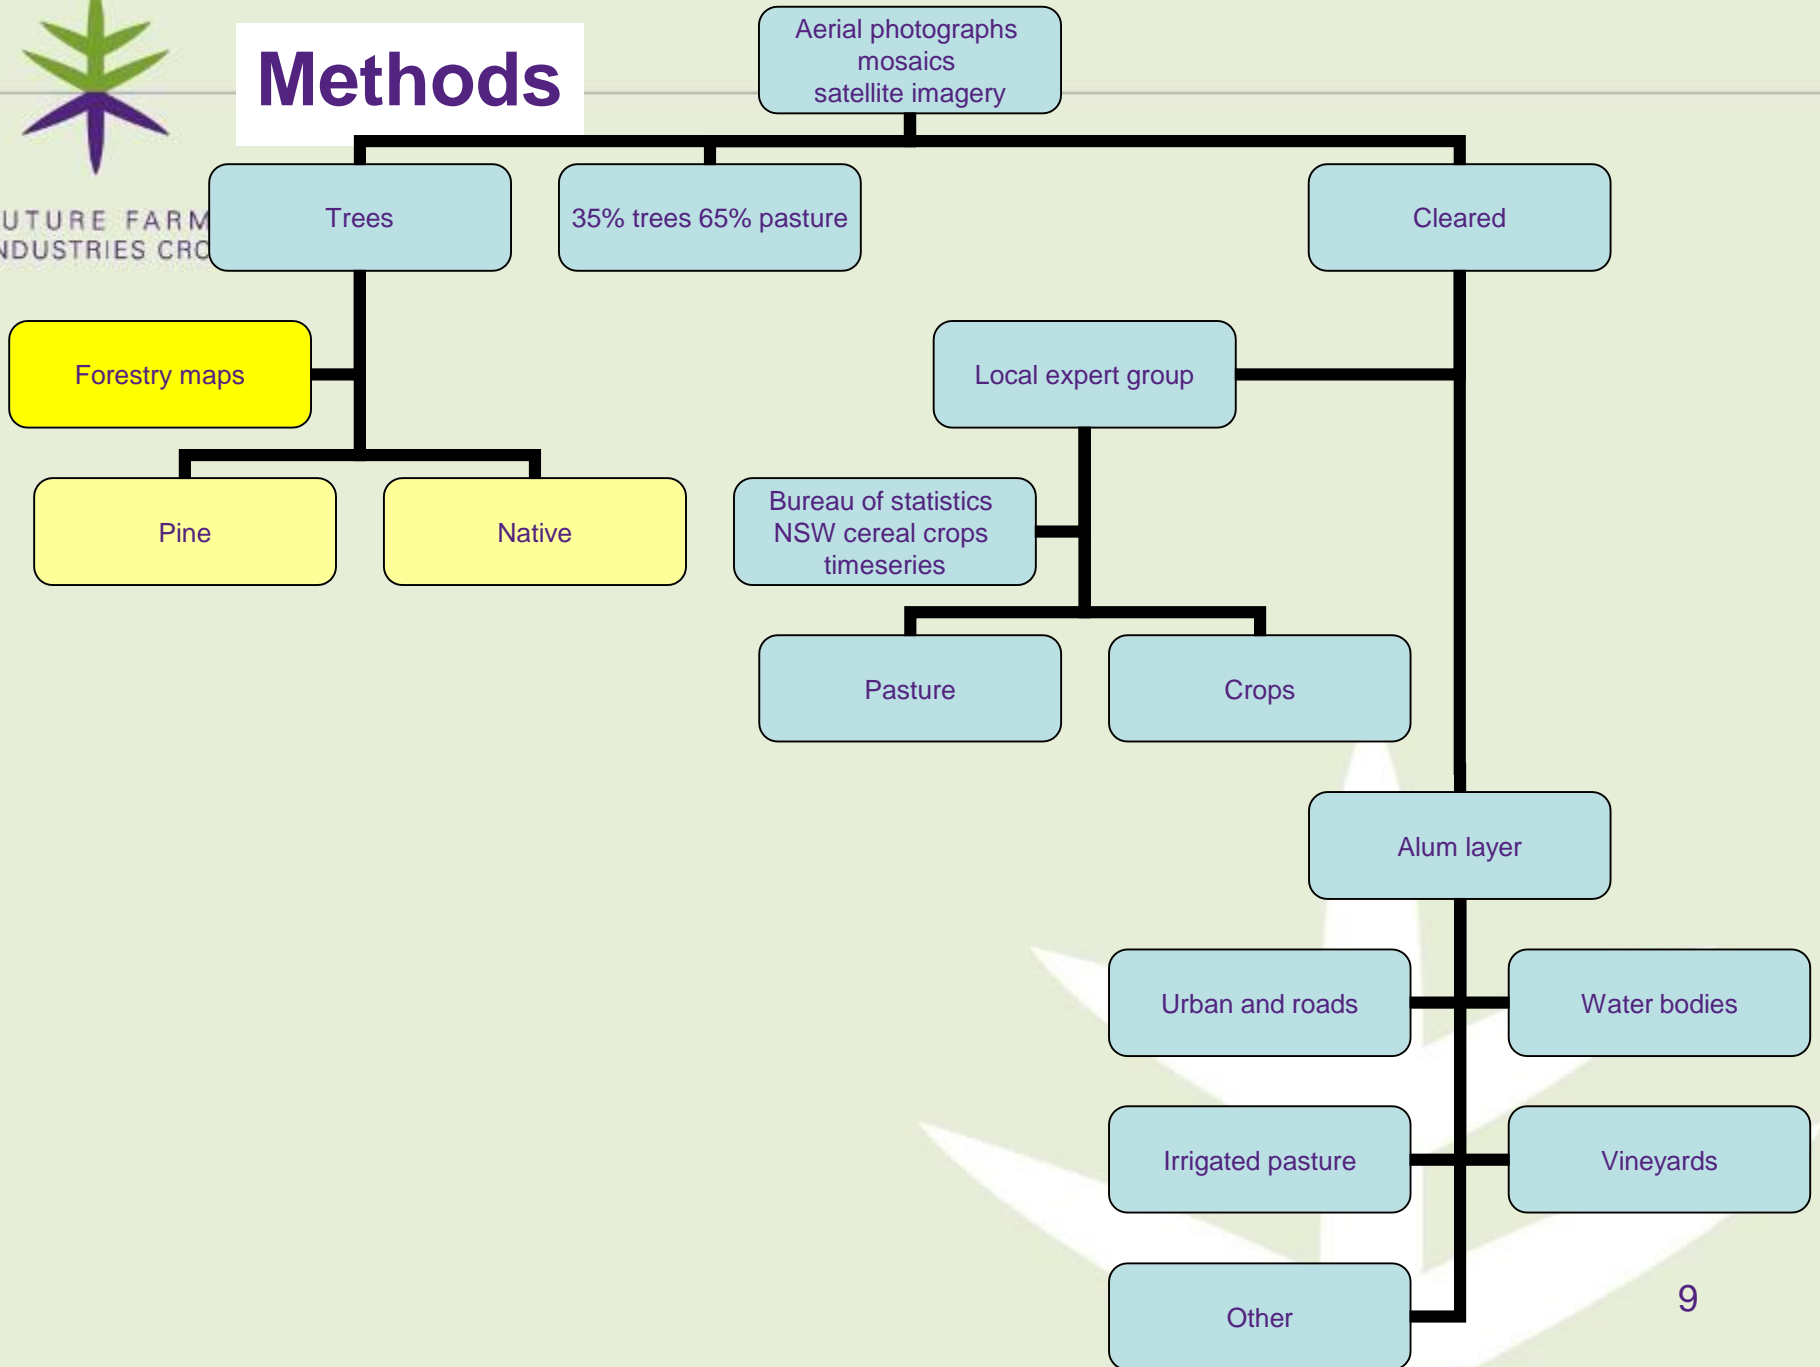 Methods
Aerial photographs
mosaics
satellite imagery
UTURE FARM
NDUSTRIES CRC
Trees
35% trees 65% pasture
Cleared
Forestry maps
Local expert group
Pine
Native
Bureau of statistics
NSW cereal crops
timeseries
Pasture
Crops
Alum layer
Urban and roads
Water bodies
Irrigated pasture
Vineyards
Other
9